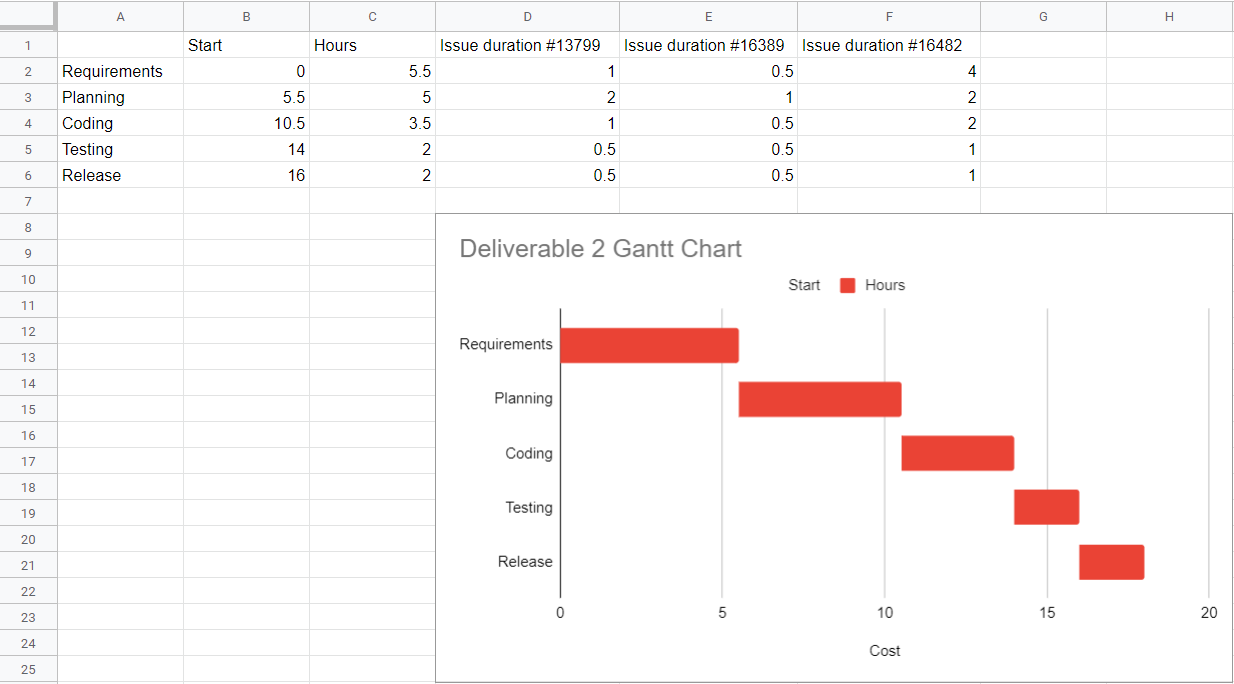 A B C D E F G H
1 Start Hours Issue duration #13799 Issue duration #16389 Issue duration #16482
2 Requirements 0 5.5 1 0.5 4
3 Planning 5.5 5 2 1 2
4 Coding 10.5 3.5 1 0.5 2
5 Testing 14 2 0.5 0.5 1
6 Release 16 2 0.5 0.5 1
7
8
9
10
11
12
13
14
15
16
17
18
19
20
21
22
23
24
25
Deliverable 2 Gantt Chart
Start Hours
Requirements
Planning
Coding
Testing
Release
0 5 10 15 20
Cost